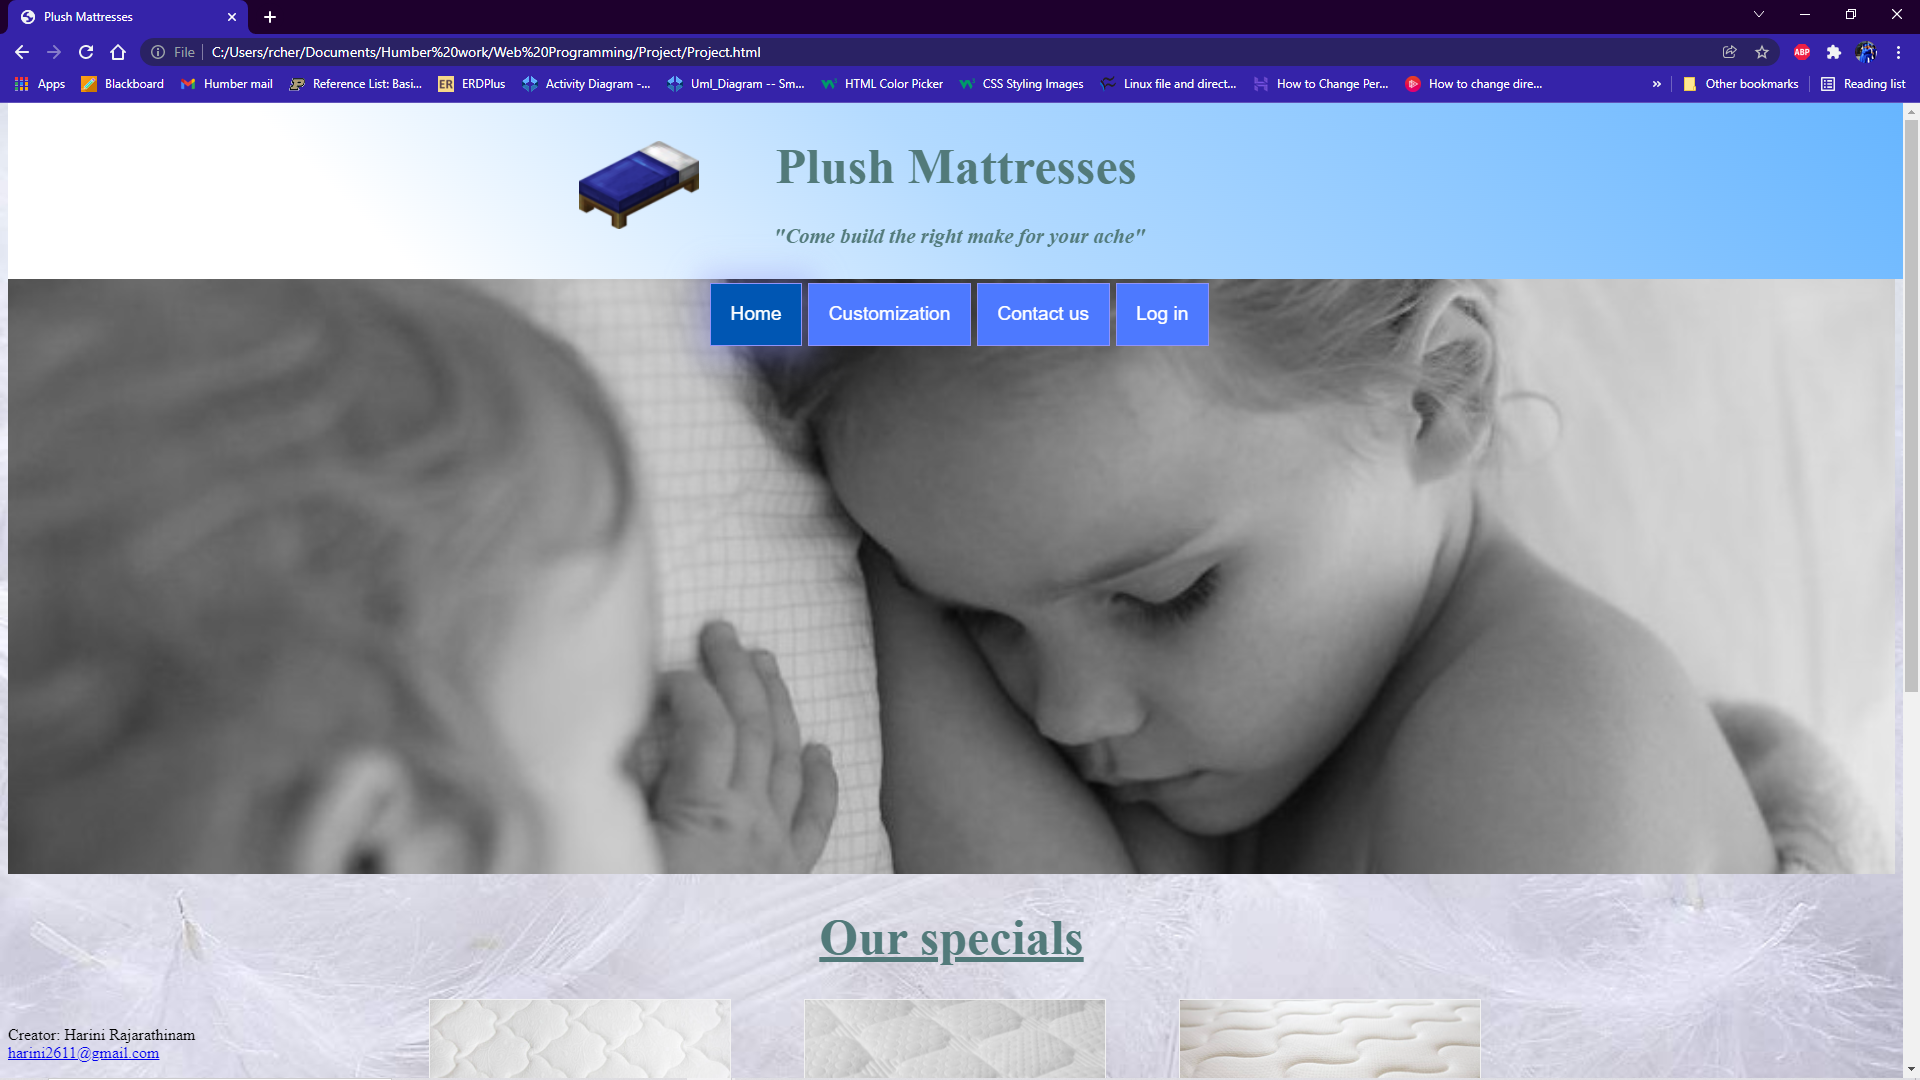 Plush Mattresses
File C:/Users/rcher/Documents/Humber%20work/Web%20Programming/Project/Project.html
ABP
Apps Blackboard Humber mail Reference List: Basi... ER ERDPlus Activity Diagram -... Uml_Diagram -- Sm... HTML Color Picker CSS Styling Images Linux file and direct... How to Change Per... How to change dire... » Other bookmarks Reading list
Plush Mattresses
"Come build the right make for your ache"
Home Customization Contact us Log in
Our specials
Creator: Harini Rajarathinam
harini2611@gmail.com